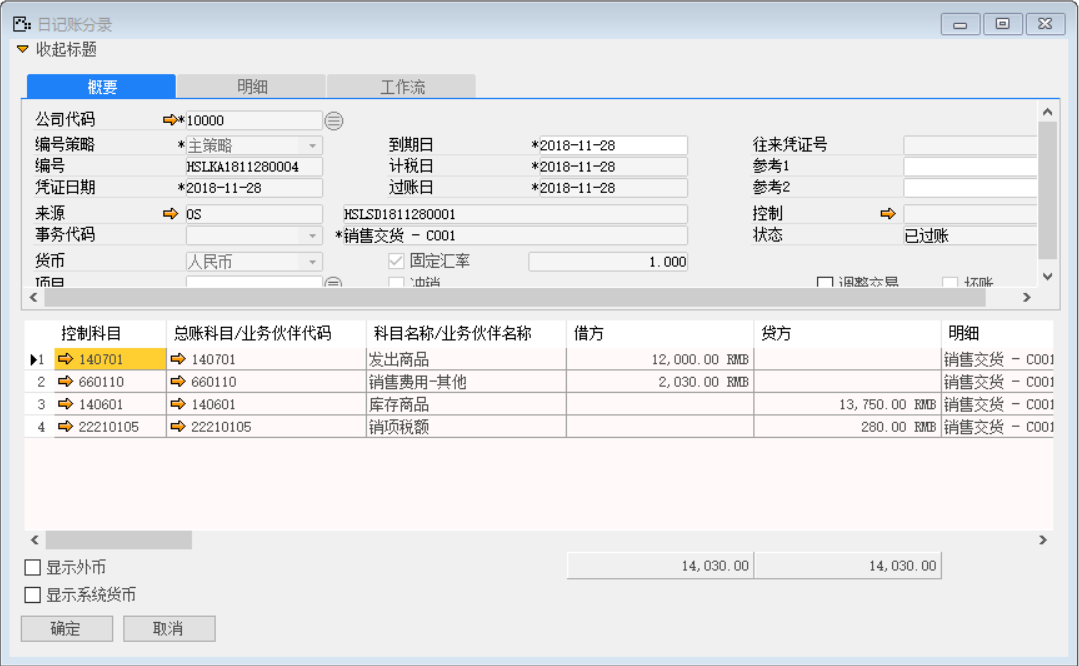 日记账分录
收起标题
概要 明细 工作流
公司代码 *10000
编号策略 *主策略 到期日 *2018-11-28 往来凭证号
编号 HSLKA1811280004 计税日 *2018-11-28 参考1
凭证日期 *2018-11-28 过账日 *2018-11-28 参考2
来源 OS HSLSD1811280001 控制
事务代码 *销售交货 - C001 状态 已过账
货币 人民币 固定汇率 1.000
项目 冲销 调整交易 坏账
控制科目 总账科目/业务伙伴代码 科目名称/业务伙伴名称 借方 贷方 明细
1 140701 140701 发出商品 12,000.00 RMB 销售交货 - C001
2 660110 660110 销售费用-其他 2,030.00 RMB 销售交货 - C001
3 140601 140601 库存商品 13,750.00 RMB 销售交货 - C001
4 22210105 22210105 销项税额 280.00 RMB 销售交货 - C001
显示外币 14,030.00 14,030.00
显示系统货币
确定 取消